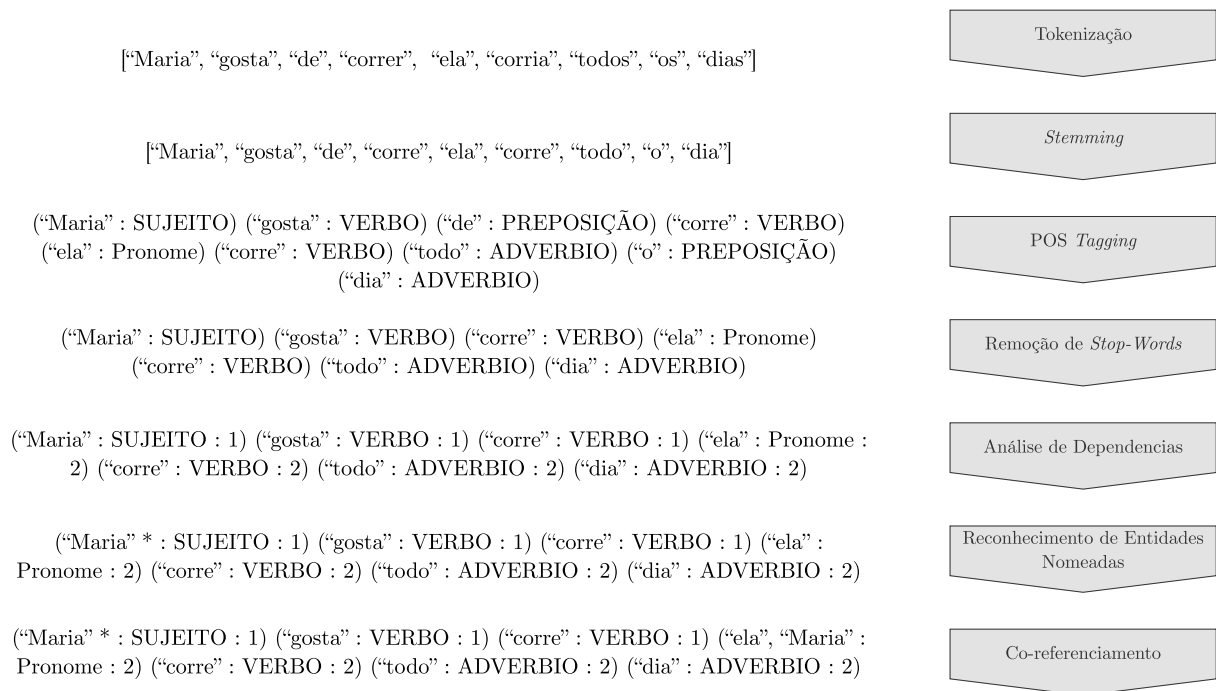 ["Maria", "gosta", "de", "correr", "ela", "corria", "todos", "os", "dias"]
Tokenização
["Maria", "gosta", "de", "corre", "ela", "corre", "todo", "o", "dia"]
Stemming
("Maria" : SUJEITO) ("gosta" : VERBO) ("de" : PREPOSIÇÃO) ("corre" : VERBO)
("ela" : Pronome) ("corre" : VERBO) ("todo" : ADVERBIO) ("o" : PREPOSIÇÃO)
("dia" : ADVERBIO)
POS Tagging
("Maria" : SUJEITO) ("gosta" : VERBO) ("corre" : VERBO) ("ela" : Pronome)
("corre" : VERBO) ("todo" : ADVERBIO) ("dia" : ADVERBIO)
Remoção de Stop-Words
("Maria" : SUJEITO : 1) ("gosta" : VERBO : 1) ("corre" : VERBO : 1) ("ela" : Pronome :
2) ("corre" : VERBO : 2) ("todo" : ADVERBIO : 2) ("dia" : ADVERBIO : 2)
Análise de Dependencias
("Maria" * : SUJEITO : 1) ("gosta" : VERBO : 1) ("corre" : VERBO : 1) ("ela" :
Pronome : 2) ("corre" : VERBO : 2) ("todo" : ADVERBIO : 2) ("dia" : ADVERBIO : 2)
Reconhecimento de Entidades
Nomeadas
("Maria" * : SUJEITO : 1) ("gosta" : VERBO : 1) ("corre" : VERBO : 1) ("ela", "Maria" :
Pronome : 2) ("corre" : VERBO : 2) ("todo" : ADVERBIO : 2) ("dia" : ADVERBIO : 2)
Co-referenciamento